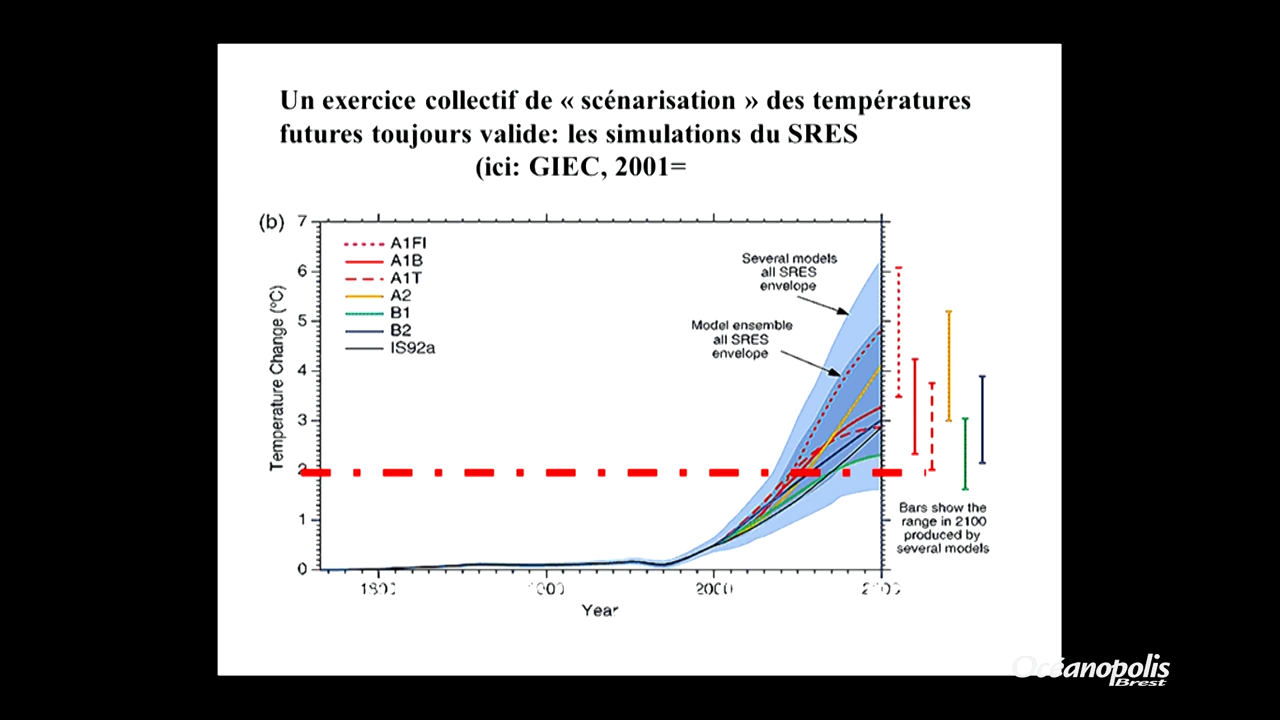 Un exercice collectif de « scénarisation » des températures
futures toujours valide: les simulations du SRES
(ici: GIEC, 2001=
(b)
7
6
5
4
3
2
1
0
Temperature Change (°C)
A1FI
A1B
A1T
A2
B1
B2
IS92a
Several models
all SRES
envelope
Model ensemble
all SRES
envelope
Bars show the
range in 2100
produced by
several models
2000
Year
Océanopolis
Brest